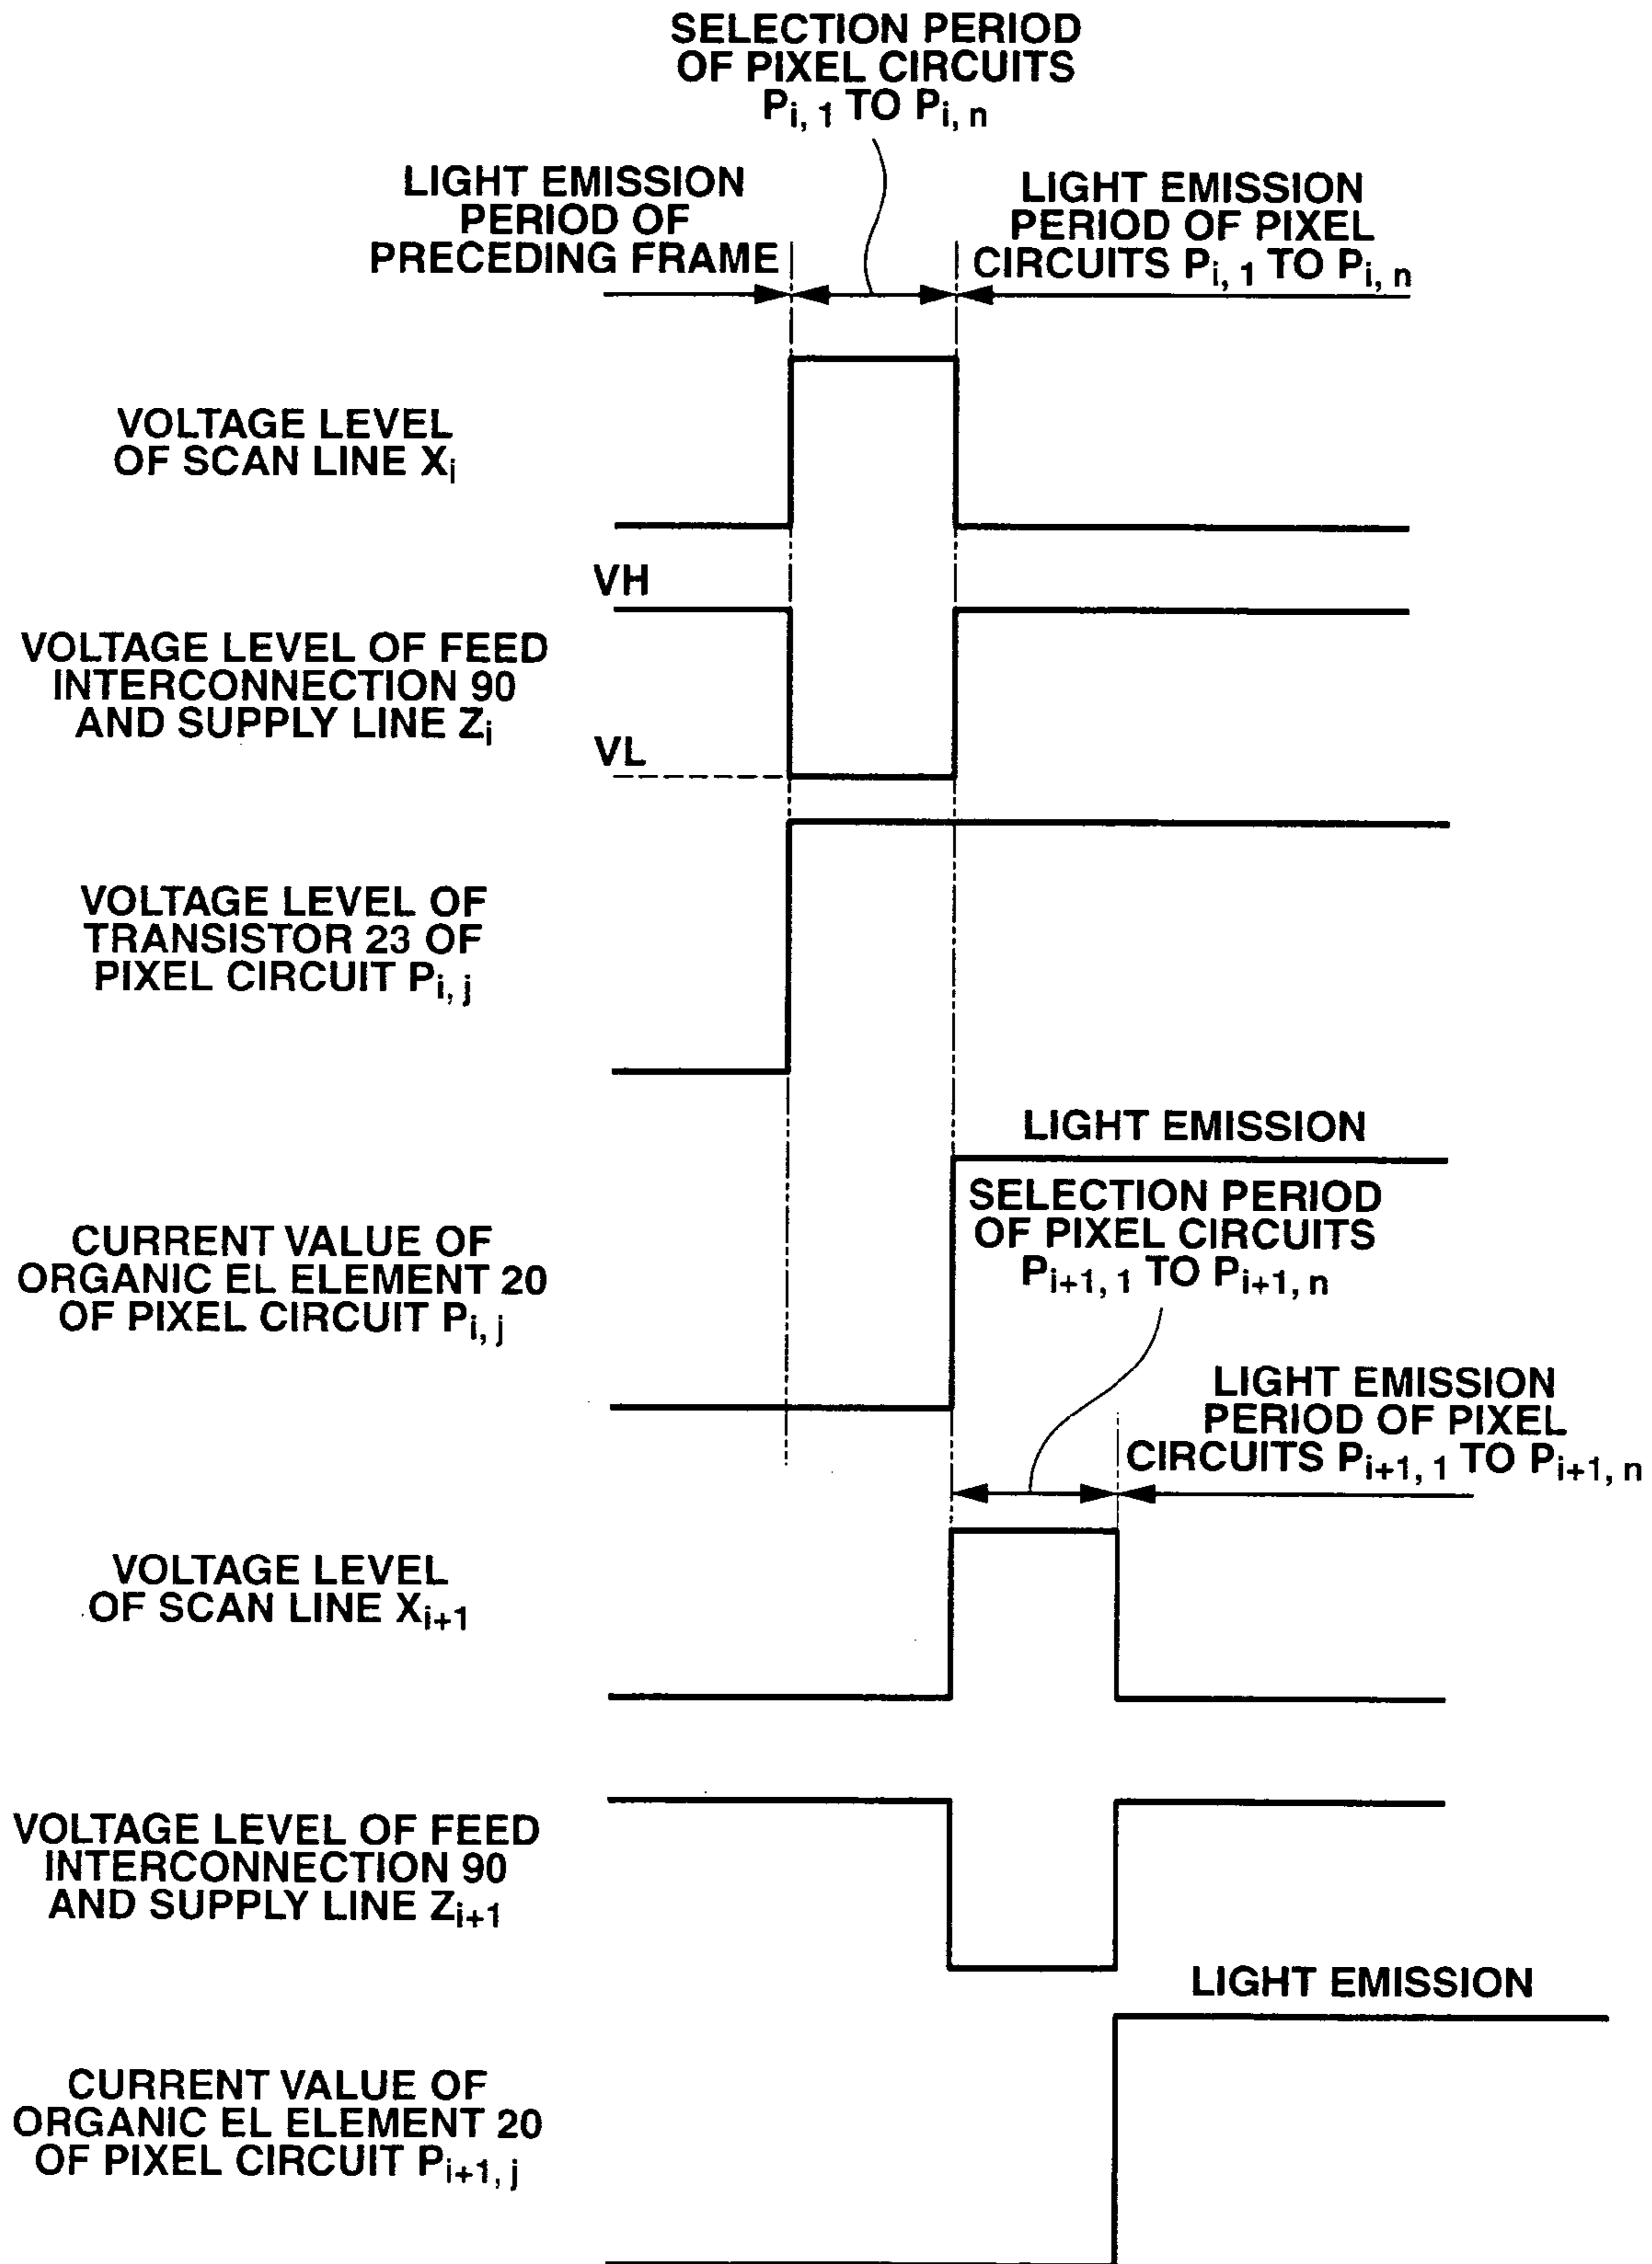 SELECTION PERIOD
OF PIXEL CIRCUITS
Pi, 1 TO Pi, n
LIGHT EMISSION
PERIOD OF
PRECEDING FRAME
LIGHT EMISSION
PERIOD OF PIXEL
CIRCUITS Pi, 1 TO Pi, n
VOLTAGE LEVEL
OF SCAN LINE Xi
VH
VOLTAGE LEVEL OF FEED
INTERCONNECTION 90
AND SUPPLY LINE Zi
VL
VOLTAGE LEVEL OF
TRANSISTOR 23 OF
PIXEL CIRCUIT Pi, j
LIGHT EMISSION
CURRENT VALUE OF
ORGANIC EL ELEMENT 20
OF PIXEL CIRCUIT Pi, j
SELECTION PERIOD
OF PIXEL CIRCUITS
Pi+1, 1 TO Pi+1, n
LIGHT EMISSION
PERIOD OF PIXEL
CIRCUITS Pi+1, 1 TO Pi+1, n
VOLTAGE LEVEL
OF SCAN LINE Xi+1
VOLTAGE LEVEL OF FEED
INTERCONNECTION 90
AND SUPPLY LINE Zi+1
LIGHT EMISSION
CURRENT VALUE OF
ORGANIC EL ELEMENT 20
OF PIXEL CIRCUIT Pi+1, j